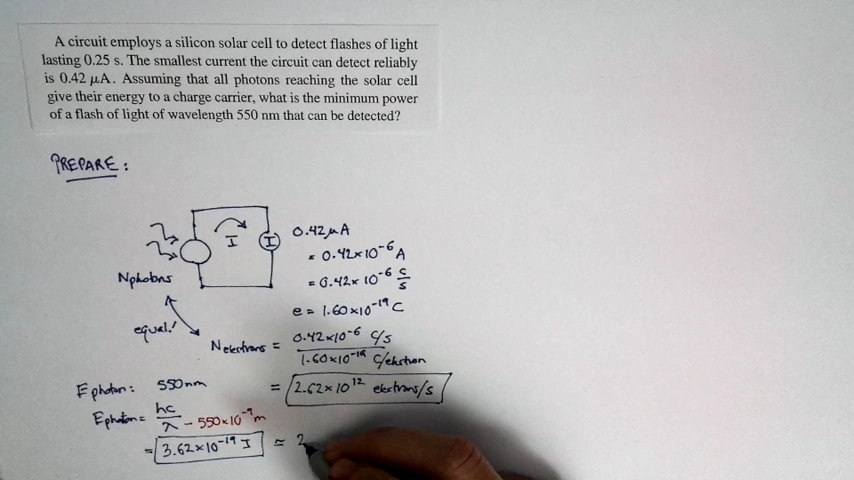 A circuit employs a silicon solar cell to detect flashes of light
lasting 0.25 s. The smallest current the circuit can detect reliably
is 0.42 μA. Assuming that all photons reaching the solar cell
give their energy to a charge carrier, what is the minimum power
of a flash of light of wavelength 550 nm that can be detected?
PREPARE:
I I 0.42μA
= 0.42×10⁻⁶ A
= 0.42×10⁻⁶ C/s
Nphotons
e = 1.60×10⁻¹⁹ C
equal!
Nelectrons = 0.42×10⁻⁶ C/s / 1.60×10⁻¹⁹ C/electron
= 2.62×10¹² electrons/s
Ephoton: 550nm
Ephoton = hc/λ - 550×10⁻⁹m
= 3.62×10⁻¹⁹ J ≃ 2